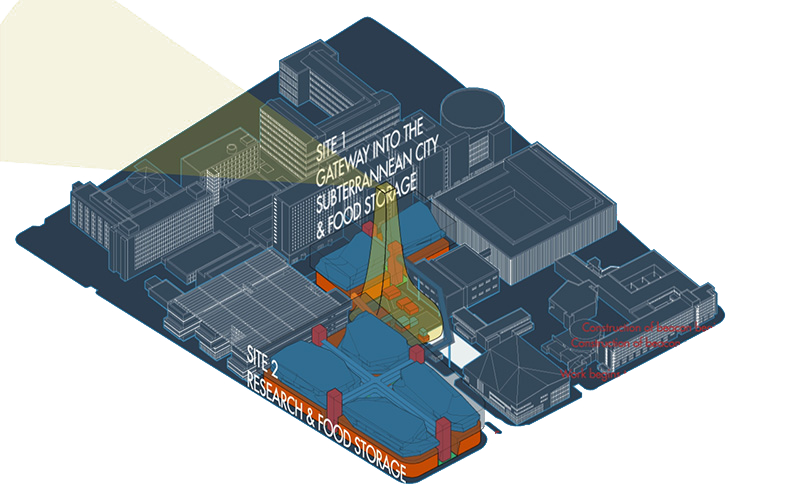 SITE 1
GATEWAY INTO THE
SUBTERRANNEAN CITY
& FOOD STORAGE
SITE 2
RESEARCH & FOOD STORAGE
Construction of beacon
Construction of beacon
Work begins